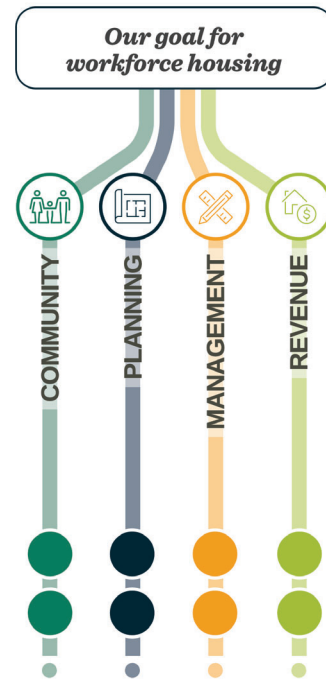 Our goal for
workforce housing
COMMUNITY
PLANNING
MANAGEMENT
REVENUE
$